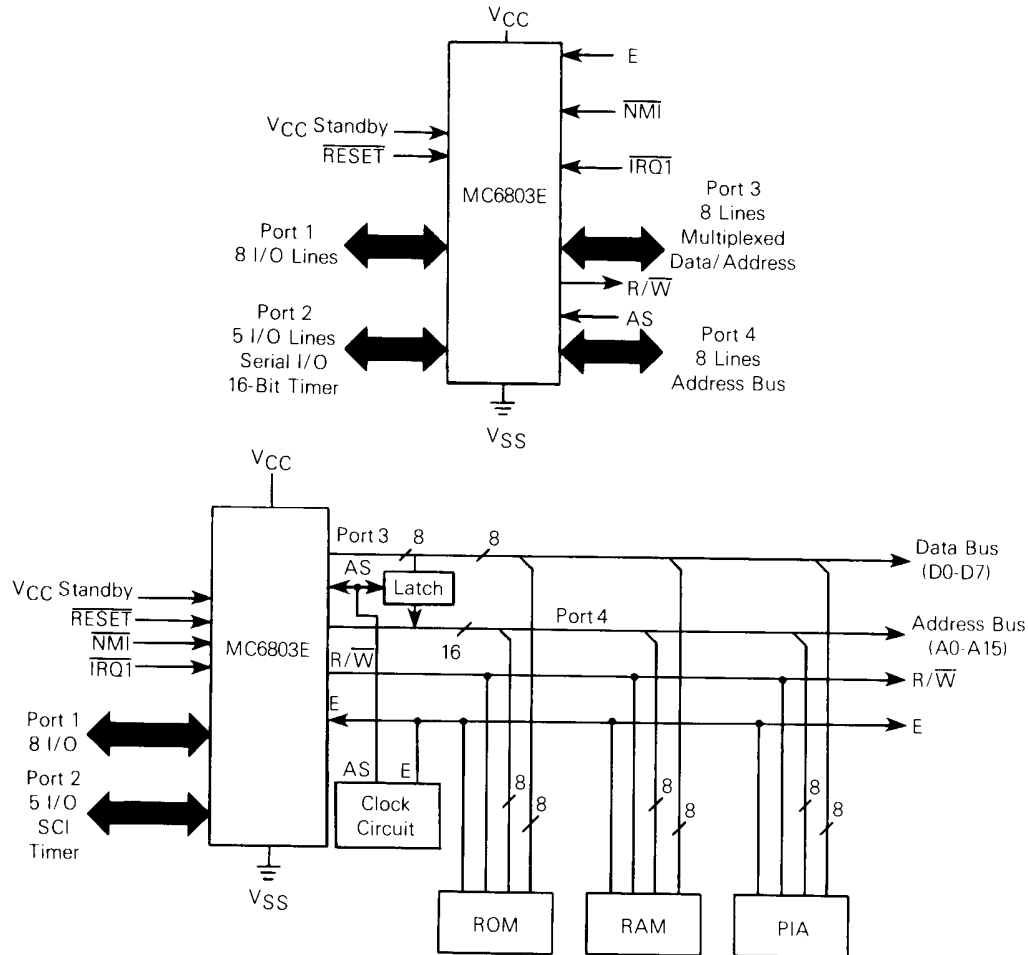 VCC
E
NMI
VCC Standby
RESET
IRQ1
MC6803E
Port 3
8 Lines
Multiplexed
Data/Address
Port 1
8 I/O Lines
R/W
AS
Port 2
5 I/O Lines
Serial I/O
16-Bit Timer
Port 4
8 Lines
Address Bus
VSS
VCC
Port 3
8
8
Data Bus
(D0-D7)
AS
Latch
VCC Standby
RESET
NMI
IRQ1
MC6803E
Port 4
16
Address Bus
(A0-A15)
R/W
R/W
E
E
Port 1
8 I/O
Port 2
5 I/O
SCI
Timer
AS
E
Clock
Circuit
8
8
8
8
8
8
VSS
ROM
RAM
PIA